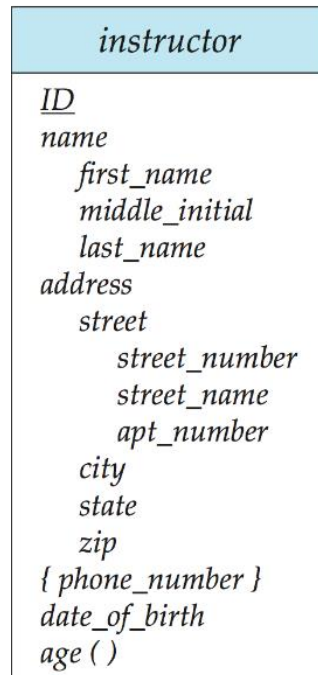 instructor
ID
name
first_name
middle_initial
last_name
address
street
street_number
street_name
apt_number
city
state
zip
{ phone_number }
date_of_birth
age ( )